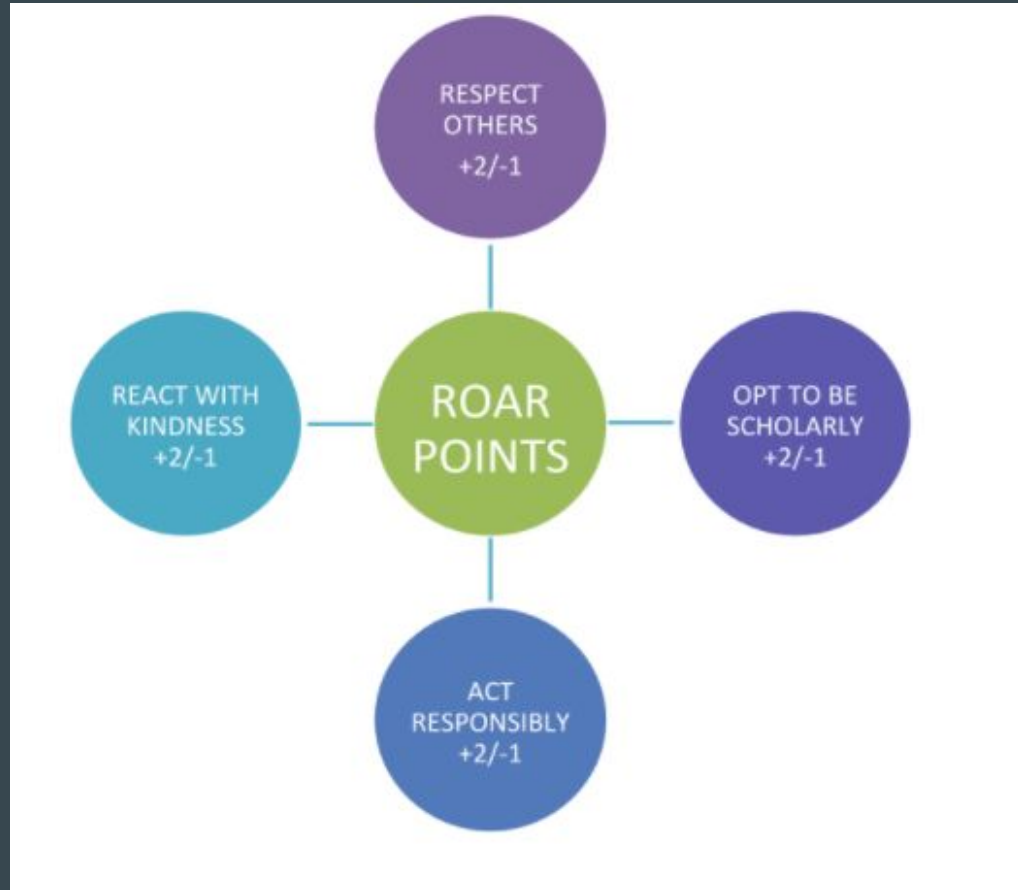 RESPECT
OTHERS
+2/-1
REACT WITH
KINDNESS
+2/-1
ROAR
POINTS
OPT TO BE
SCHOLARLY
+2/-1
ACT
RESPONSIBLY
+2/-1